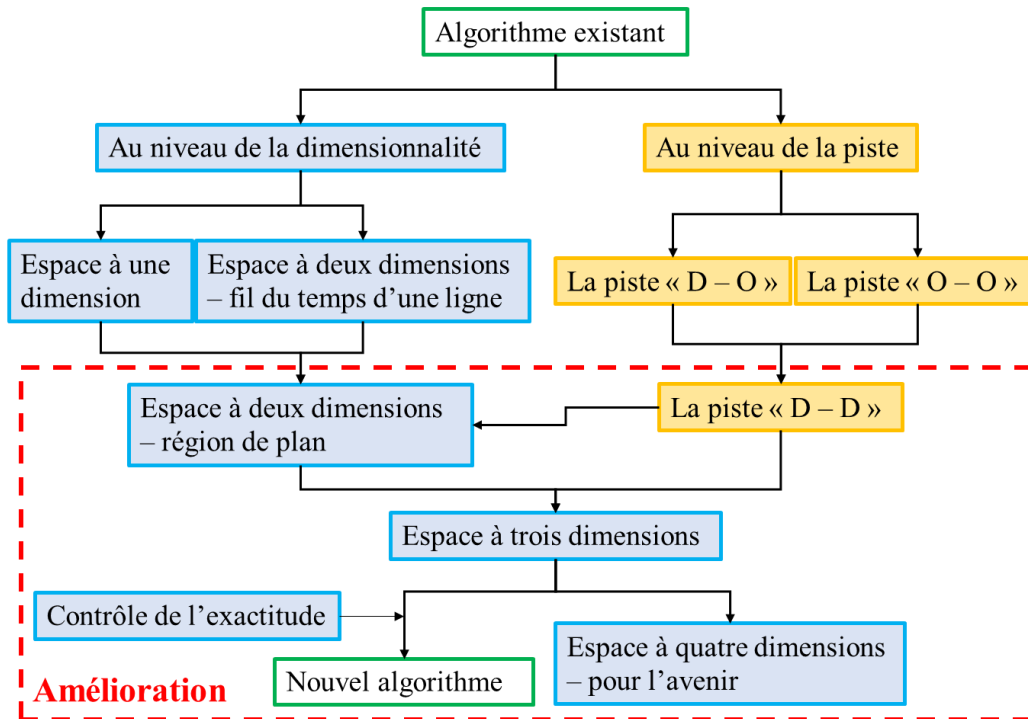 Algorithme existant
Au niveau de la dimensionnalité
Au niveau de la piste
Espace à une
dimension
Espace à deux dimensions
– fil du temps d’une ligne
La piste « D – O »
La piste « O – O »
Espace à deux dimensions
– région de plan
La piste « D – D »
Espace à trois dimensions
Contrôle de l’exactitude
Nouvel algorithme
Espace à quatre dimensions
– pour l’avenir
Amélioration